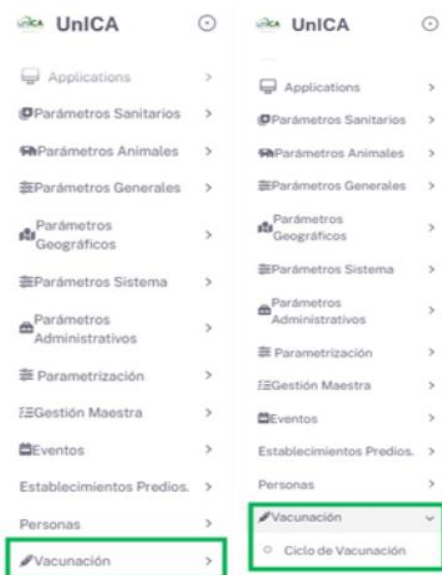 UnICA
Applications
Parámetros Sanitarios
Parámetros Animales
Parámetros Generales
Parámetros
Geográficos
Parámetros Sistema
Parámetros
Administrativos
Parametrización
Gestión Maestra
Eventos
Establecimientos Predios.
Personas
Vacunación
UnICA
Applications
Parámetros Sanitarios
Parámetros Animales
Parámetros Generales
Parámetros
Geográficos
Parámetros Sistema
Parámetros
Administrativos
Parametrización
Gestión Maestra
Eventos
Establecimientos Predios.
Personas
Vacunación
Ciclo de Vacunación